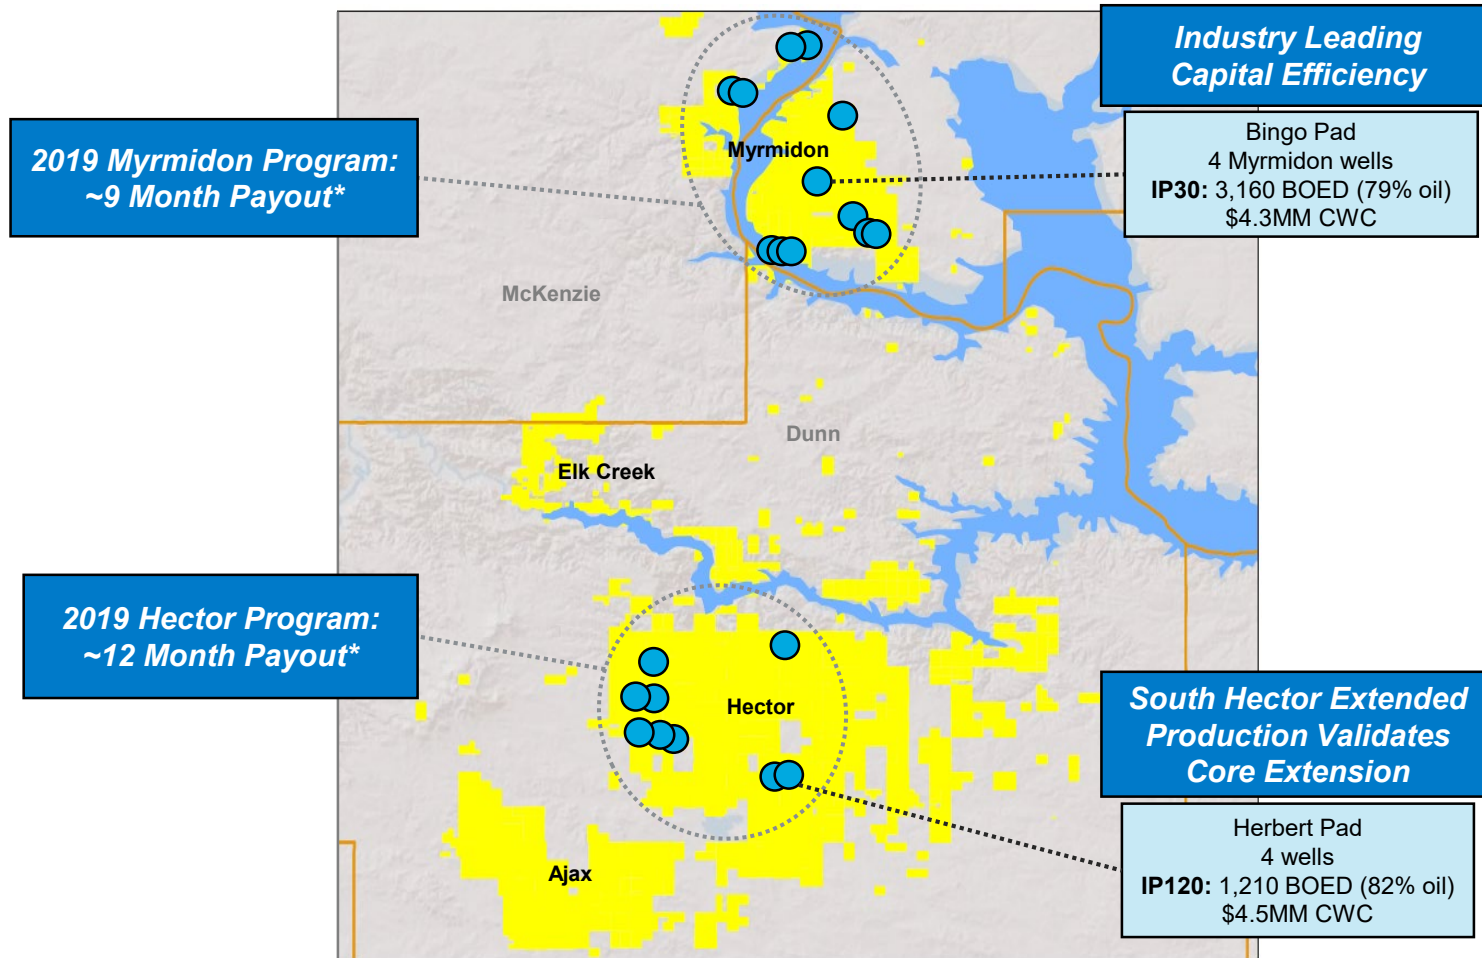 Industry Leading
Capital Efficiency
Bingo Pad
4 Myrmidon wells
IP30: 3,160 BOED (79% oil)
$4.3MM CWC
2019 Myrmidon Program:
~9 Month Payout*
Myrmidon
McKenzie
Dunn
Elk Creek
2019 Hector Program:
~12 Month Payout*
Hector
South Hector Extended
Production Validates
Core Extension
Herbert Pad
4 wells
IP120: 1,210 BOED (82% oil)
$4.5MM CWC
Ajax